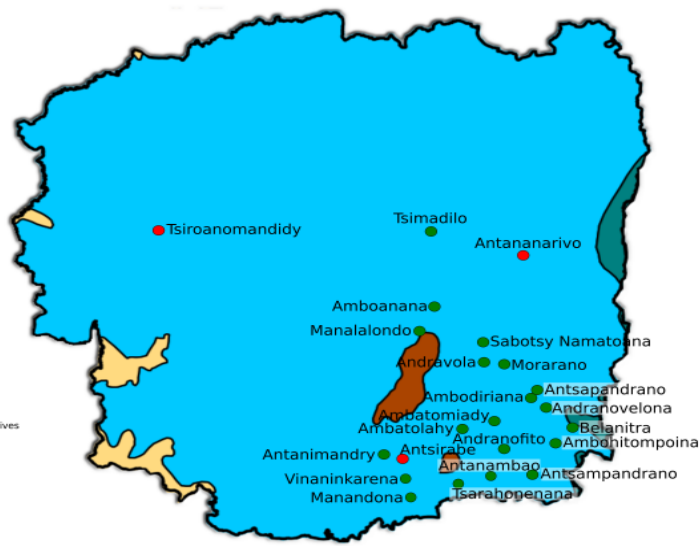 Tsimadilo
Tsiroanomandidy
Antananarivo
Amboanana
Manalalondo
Sabotsy Namatoana
Andravola
Morarano
Antsapandrano
Ambodiriana
Andranovelona
Ambatomiady
Ambatolahy
Belanitra
Andranofito
Ambohitompoina
Antsirabe
Antanimandry
Antanambao
Antsampandrano
Vinaninkarena
Tsarahonenana
Manandona
ives